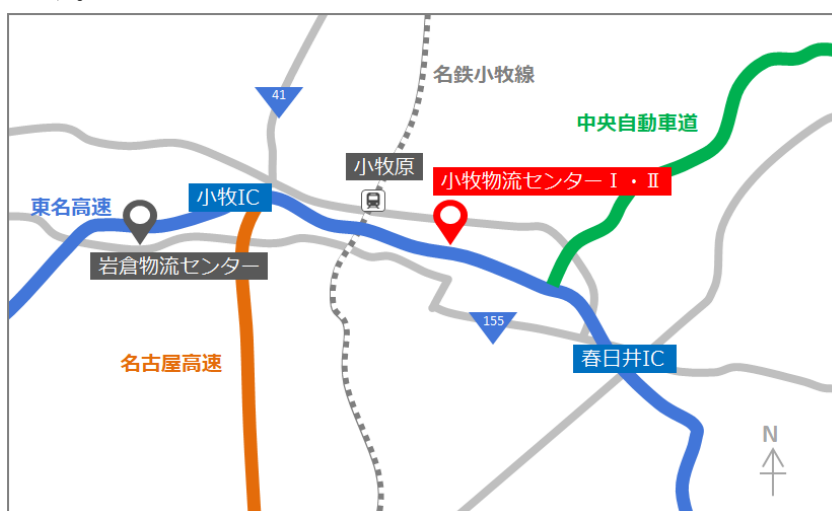 名鉄小牧線
41
中央自動車道
小牧原
小牧物流センターⅠ・Ⅱ
小牧IC
東名高速
岩倉物流センター
155
春日井IC
名古屋高速
N